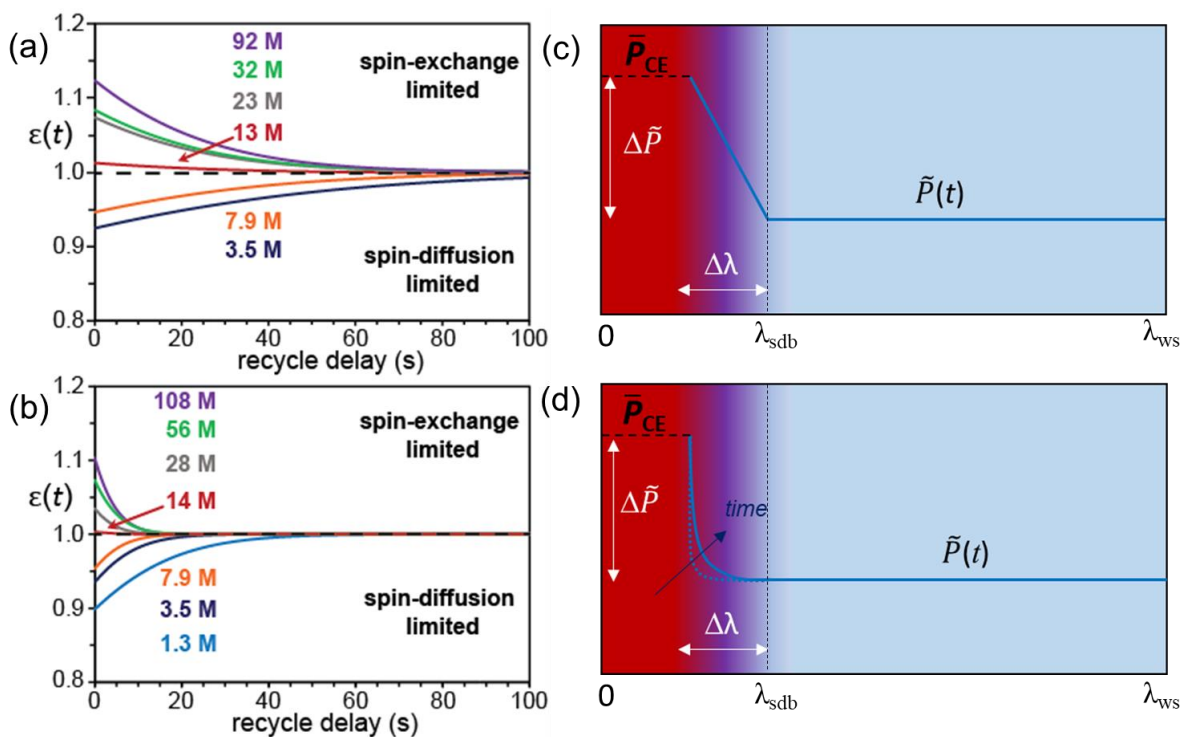 (a)
1.2
1.1
ε(t)
1.0
0.9
0.8
92 M
32 M
23 M
13 M
7.9 M
3.5 M
spin-exchange
limited
spin-diffusion
limited
0 20 40 60 80 100
recycle delay (s)
(b)
1.2
1.1
ε(t)
1.0
0.9
0.8
108 M
56 M
28 M
14 M
7.9 M
3.5 M
1.3 M
spin-exchange
limited
spin-diffusion
limited
0 20 40 60 80 100
recycle delay (s)
(c)
P̅CE
ΔP̃
P̃(t)
Δλ
0 λsdb λws
(d)
P̅CE
ΔP̃
time
P̃(t)
Δλ
0 λsdb λws